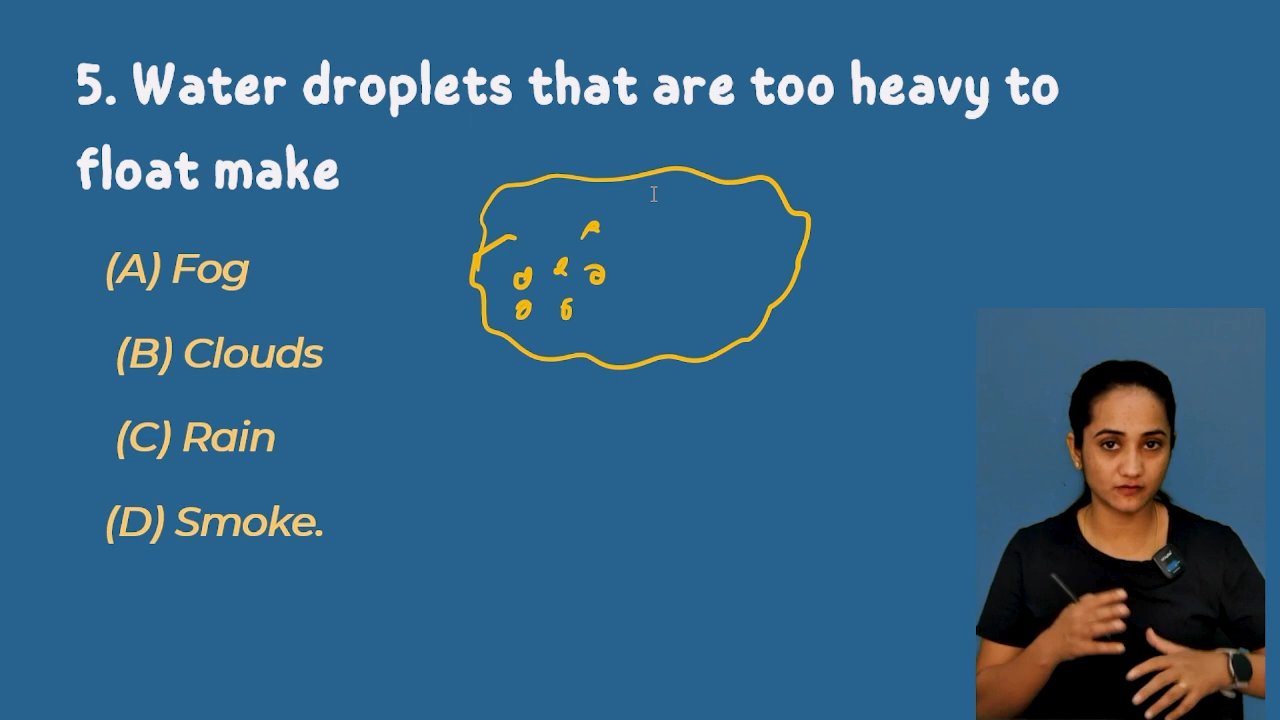 5. Water droplets that are too heavy to
float make
(A) Fog
(B) Clouds
(C) Rain
(D) Smoke.